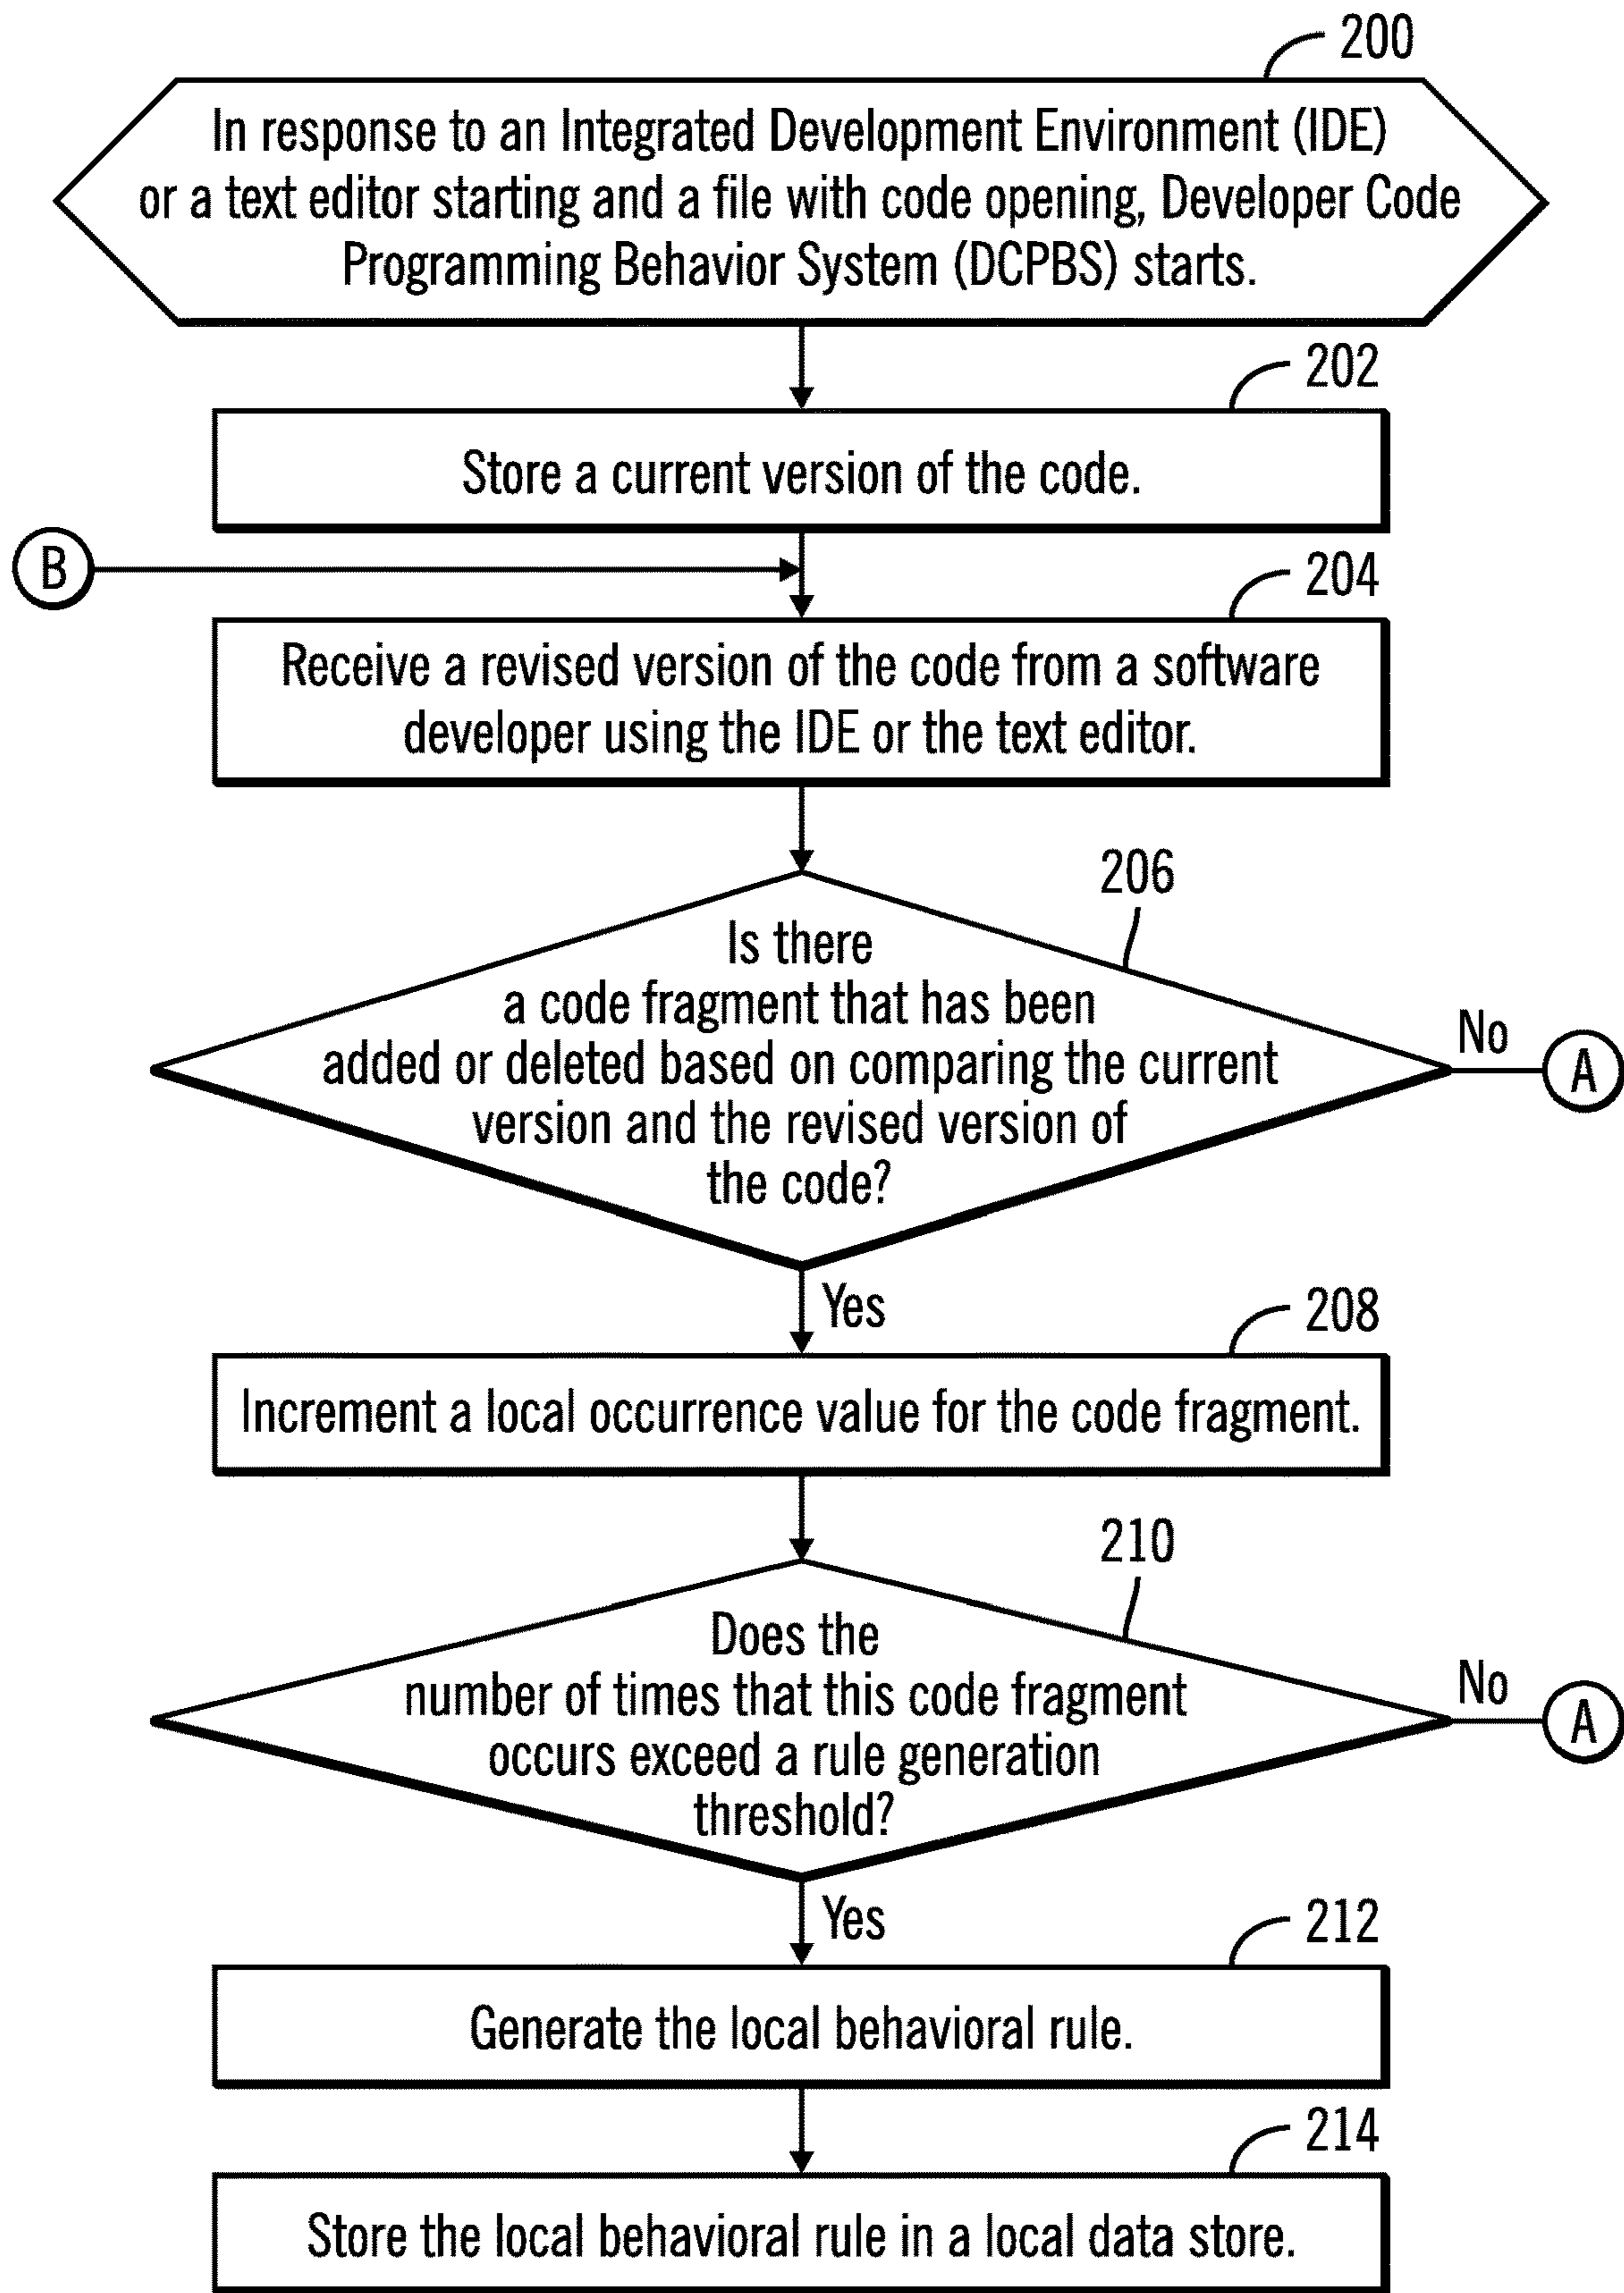 200
In response to an Integrated Development Environment (IDE)
or a text editor starting and a file with code opening, Developer Code
Programming Behavior System (DCPBS) starts.
202
Store a current version of the code.
B
204
Receive a revised version of the code from a software
developer using the IDE or the text editor.
206
Is there
a code fragment that has been
added or deleted based on comparing the current
version and the revised version of
the code?
No
A
Yes
208
Increment a local occurrence value for the code fragment.
210
Does the
number of times that this code fragment
occurs exceed a rule generation
threshold?
No
A
Yes
212
Generate the local behavioral rule.
214
Store the local behavioral rule in a local data store.